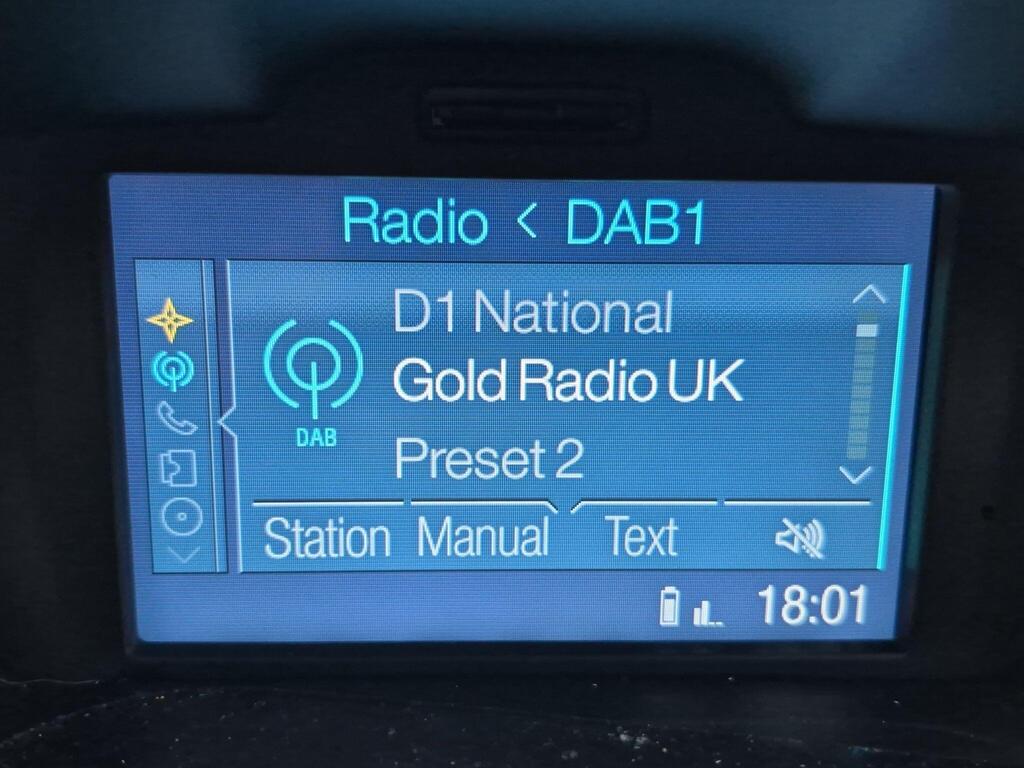 Radio < DAB1
D1 National
Gold Radio UK
DAB
Preset 2
Station Manual Text
18:01